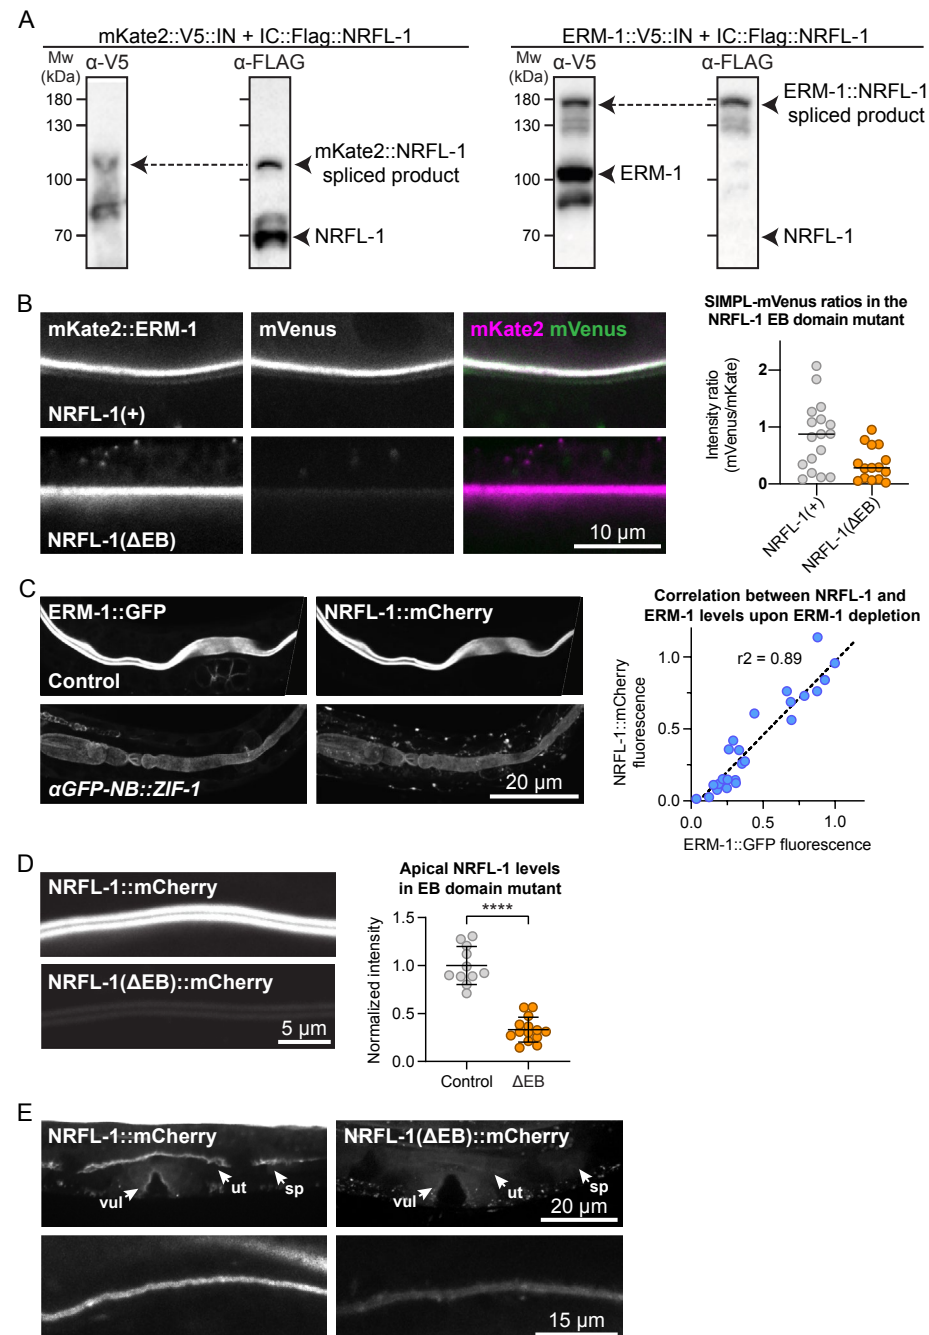 A
mKate2::V5::IN + IC::Flag::NRFL-1
ERM-1::V5::IN + IC::Flag::NRFL-1
Mw
(kDa)
α-V5
α-FLAG
Mw
(kDa)
α-V5
α-FLAG
180
130
100
70
mKate2::NRFL-1
spliced product
NRFL-1
180
130
100
70
ERM-1
ERM-1::NRFL-1
spliced product
NRFL-1
B
mKate2::ERM-1
mVenus
mKate2 mVenus
NRFL-1(+)
NRFL-1(ΔEB)
10 µm
SIMPL-mVenus ratios in the
NRFL-1 EB domain mutant
Intensity ratio
(mVenus/mKate)
2
1
0
NRFL-1(+)
NRFL-1(ΔEB)
C
ERM-1::GFP
NRFL-1::mCherry
Control
αGFP-NB::ZIF-1
20 µm
Correlation between NRFL-1 and
ERM-1 levels upon ERM-1 depletion
r2 = 0.89
NRFL-1::mCherry
fluorescence
1.0
0.5
0.0
0.0
0.5
1.0
ERM-1::GFP fluorescence
D
NRFL-1::mCherry
NRFL-1(ΔEB)::mCherry
5 µm
Apical NRFL-1 levels
in EB domain mutant
****
Normalized intensity
1.5
1.0
0.5
0.0
Control
ΔEB
E
NRFL-1::mCherry
NRFL-1(ΔEB)::mCherry
vul
ut
sp
vul
ut
sp
20 µm
15 µm